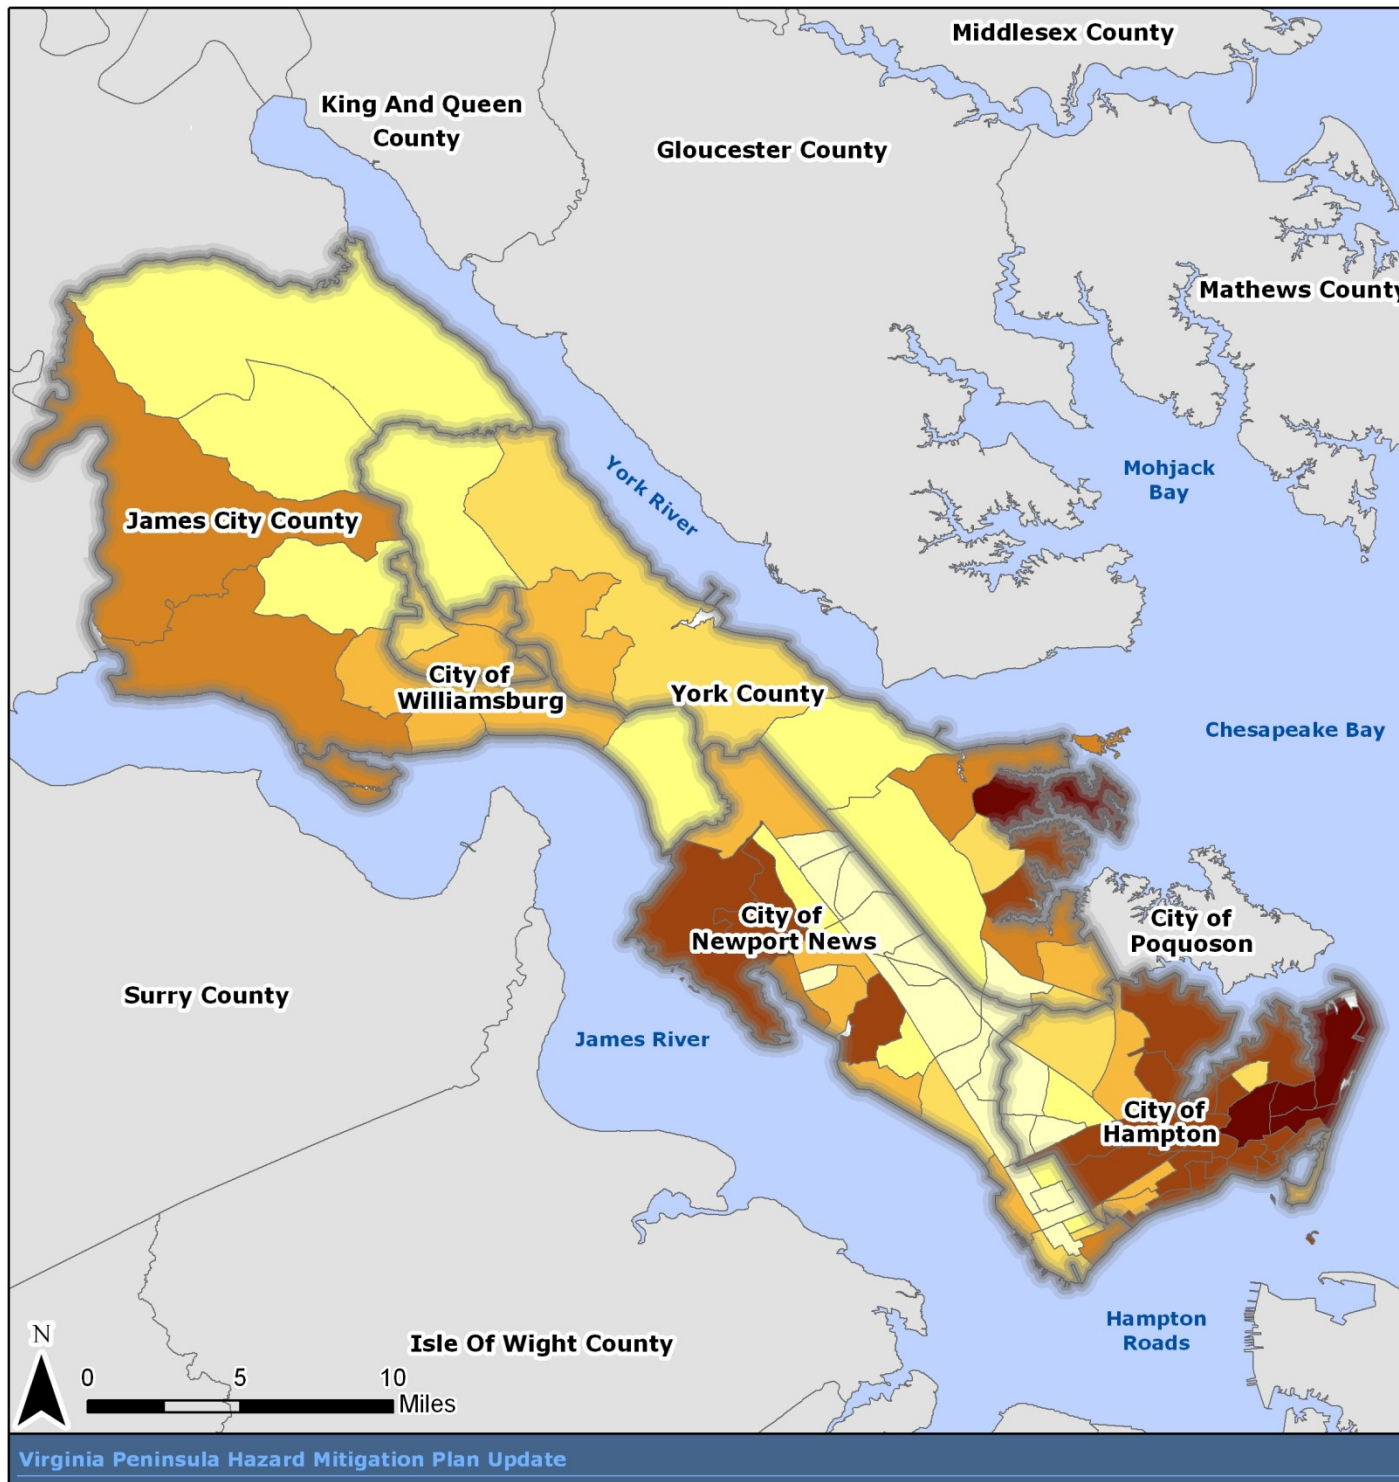 Middlesex County
King And Queen
County
Gloucester County
Mathews County
York River
Mohjack
Bay
James City County
City of
Williamsburg
York County
Chesapeake Bay
City of
Newport News
City of
Poquoson
Surry County
James River
City of
Hampton
Hampton
Roads
Isle Of Wight County
N
0 5 10
Miles
Virginia Peninsula Hazard Mitigation Plan Update